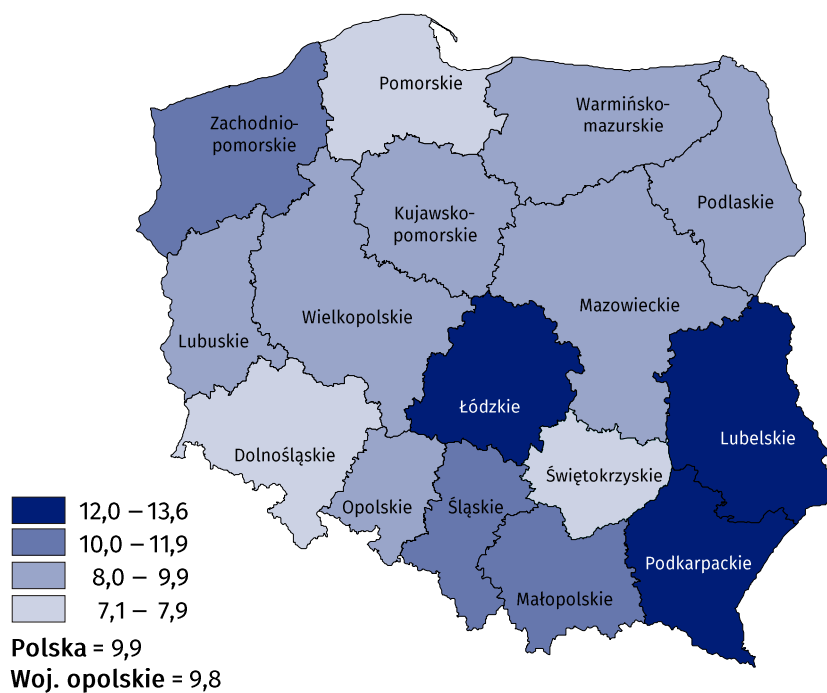 Pomorskie
Zachodnio-
pomorskie
Warmińsko-
mazurskie
Podlaskie
Kujawsko-
pomorskie
Mazowieckie
Wielkopolskie
Lubuskie
Łódzkie
Lubelskie
Dolnośląskie
Świętokrzyskie
Opolskie
Śląskie
Podkarpackie
Małopolskie
12,0 – 13,6
10,0 – 11,9
8,0 – 9,9
7,1 – 7,9
Polska = 9,9
Woj. opolskie = 9,8